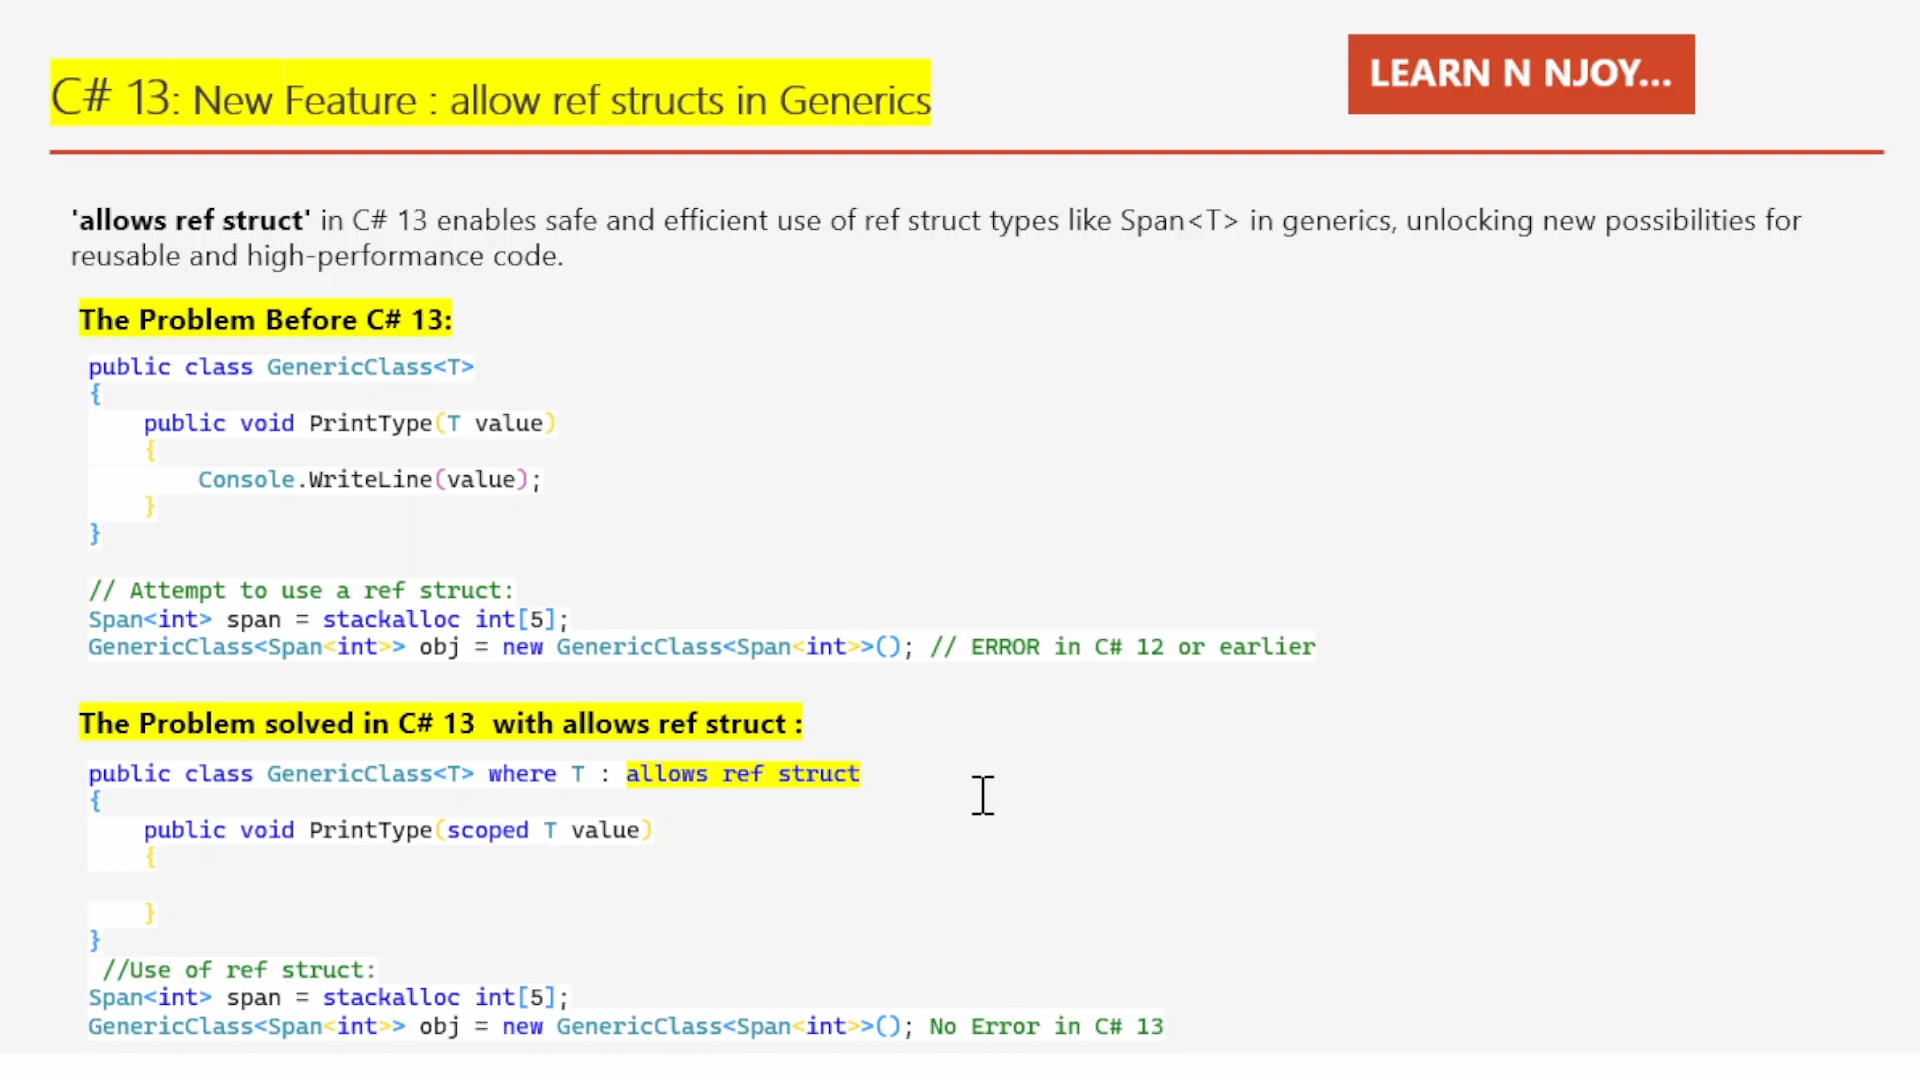 C# 13: New Feature : allow ref structs in Generics
LEARN N NJOY...
'allows ref struct' in C# 13 enables safe and efficient use of ref struct types like Span<T> in generics, unlocking new possibilities for
reusable and high-performance code.
The Problem Before C# 13:
public class GenericClass<T>
{
    public void PrintType(T value)
    {
        Console.WriteLine(value);
    }
}
// Attempt to use a ref struct:
Span<int> span = stackalloc int[5];
GenericClass<Span<int>> obj = new GenericClass<Span<int>>(); // ERROR in C# 12 or earlier
The Problem solved in C# 13  with allows ref struct :
public class GenericClass<T> where T : allows ref struct
{
    public void PrintType(scoped T value)
    {
    }
}
 //Use of ref struct:
Span<int> span = stackalloc int[5];
GenericClass<Span<int>> obj = new GenericClass<Span<int>>(); No Error in C# 13